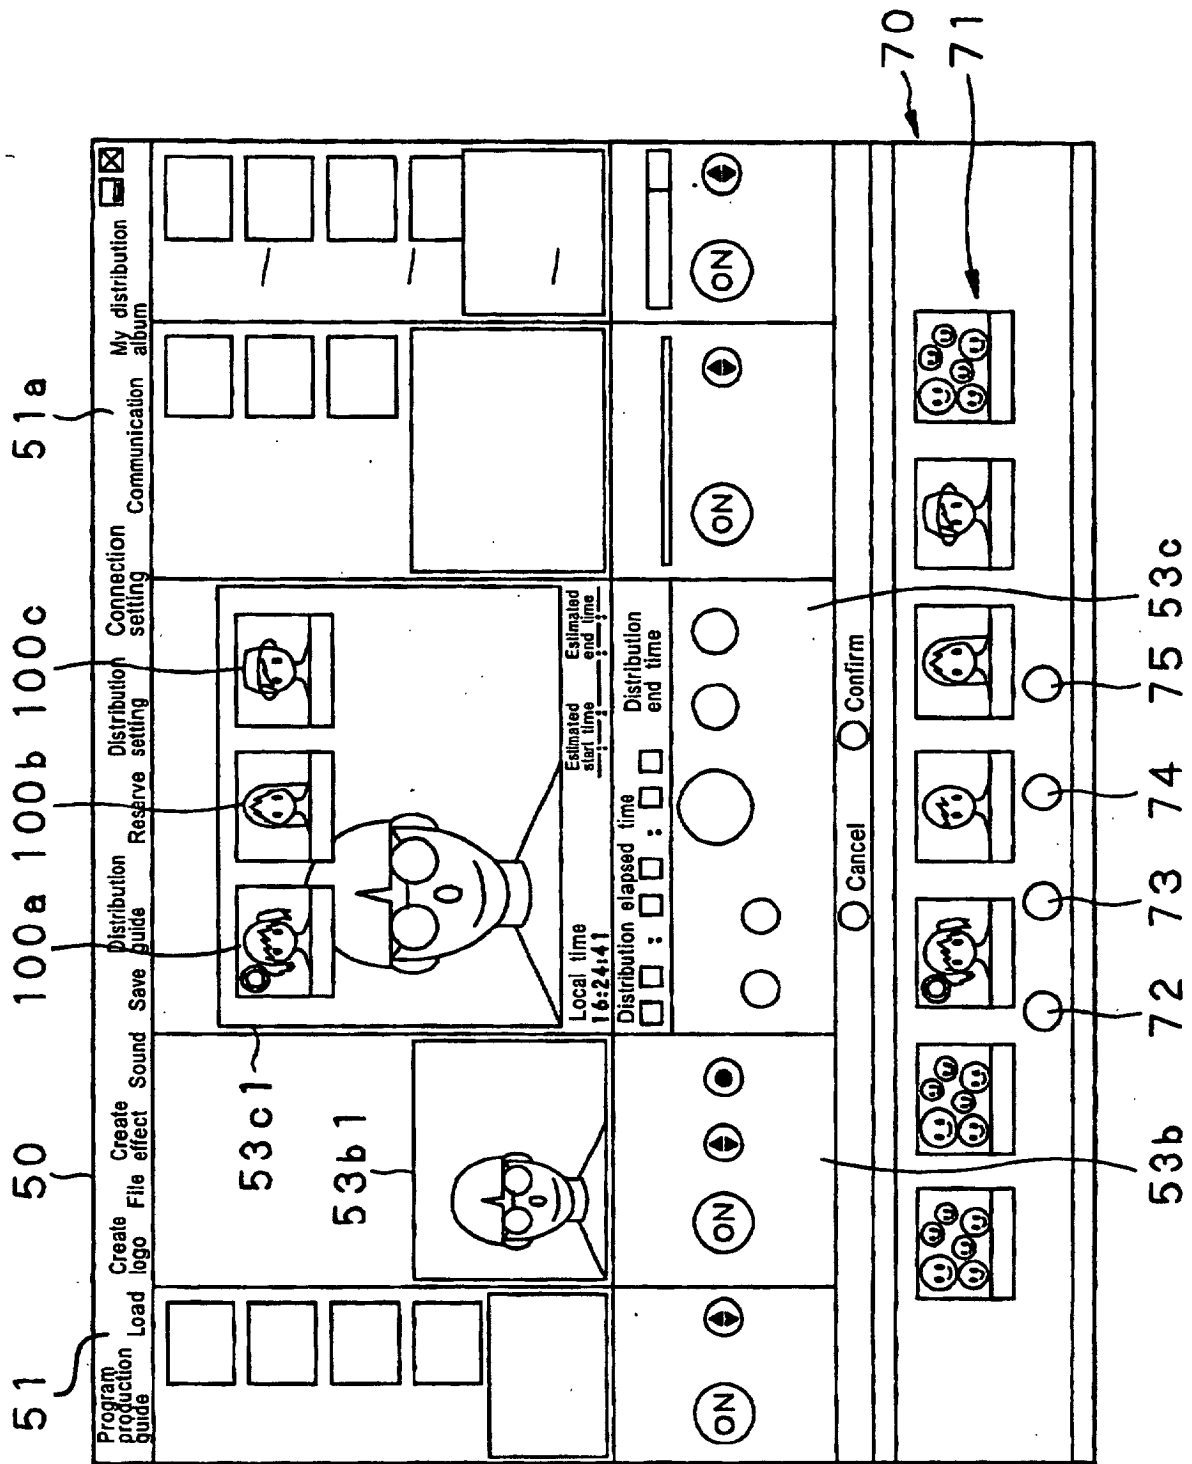 50
51
51a
100a 100b 100c
Program production guide
Load
Create logo
File
Create effect
Sound
Save
Distribution guide
Reserve
Distribution setting
Connection setting
Communication
My distribution album
53c1
53b1
Local time
16:24:41
Estimated start time
--:--:--
Estimated end time
--:--:--
Distribution elapsed time
: :
Distribution end time
ON
ON
ON
ON
Cancel
Confirm
70
71
53b
72
73
74
75
53c